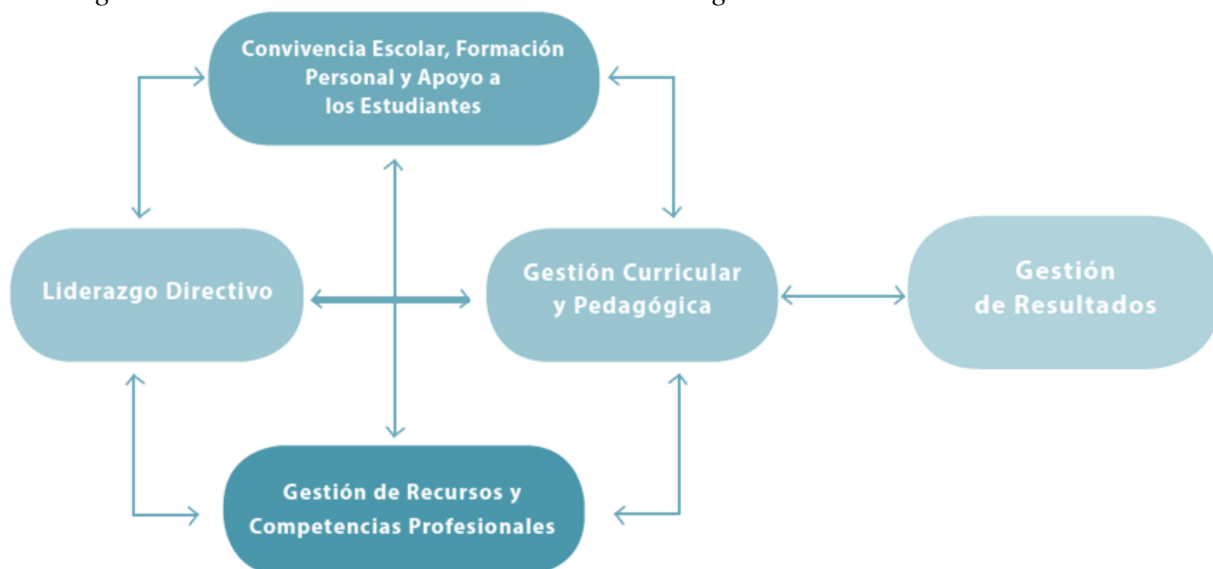 Convivencia Escolar, Formación
Personal y Apoyo a
los Estudiantes
Liderazgo Directivo
Gestión Curricular
y Pedagógica
Gestión
de Resultados
Gestión de Recursos y
Competencias Profesionales